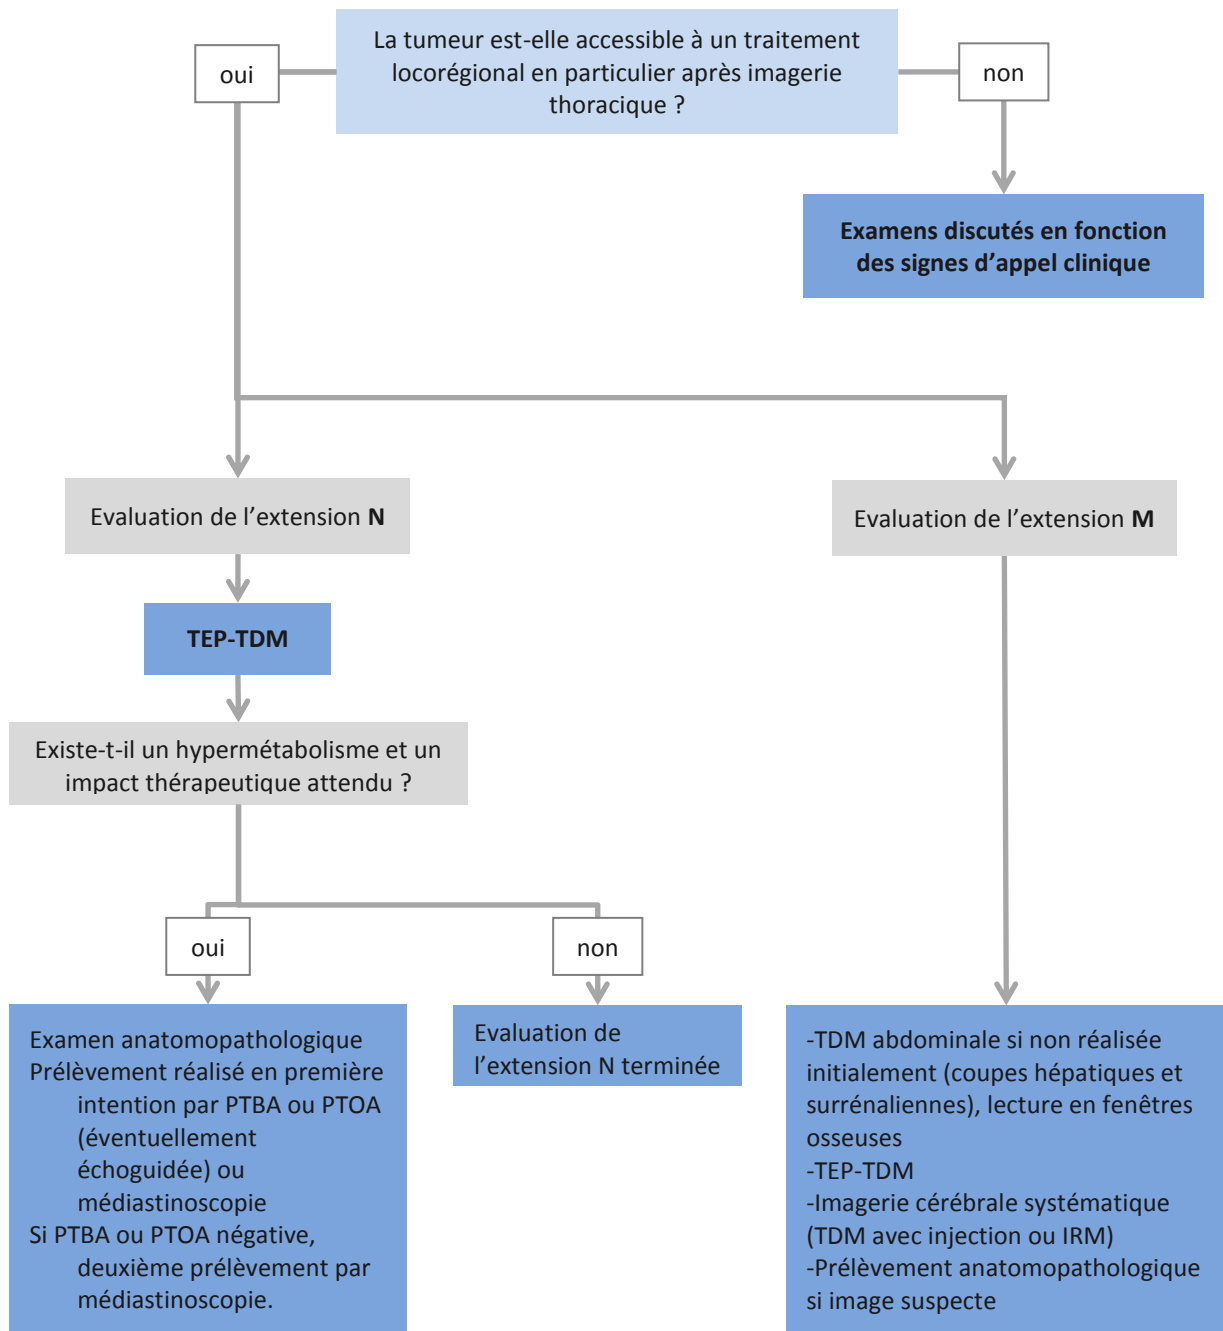 La tumeur est-elle accessible à un traitement
locorégional en particulier après imagerie
thoracique ?
oui
non
Examens discutés en fonction
des signes d’appel clinique
Evaluation de l’extension N
Evaluation de l’extension M
TEP-TDM
Existe-t-il un hypermétabolisme et un
impact thérapeutique attendu ?
oui
non
Examen anatomopathologique
Prélèvement réalisé en première
intention par PTBA ou PTOA
(éventuellement
échoguidée) ou
médiastinoscopie
Si PTBA ou PTOA négative,
deuxième prélèvement par
médiastinoscopie.
Evaluation de
l’extension N terminée
-TDM abdominale si non réalisée
initialement (coupes hépatiques et
surrénaliennes), lecture en fenêtres
osseuses
-TEP-TDM
-Imagerie cérébrale systématique
(TDM avec injection ou IRM)
-Prélèvement anatomopathologique
si image suspecte